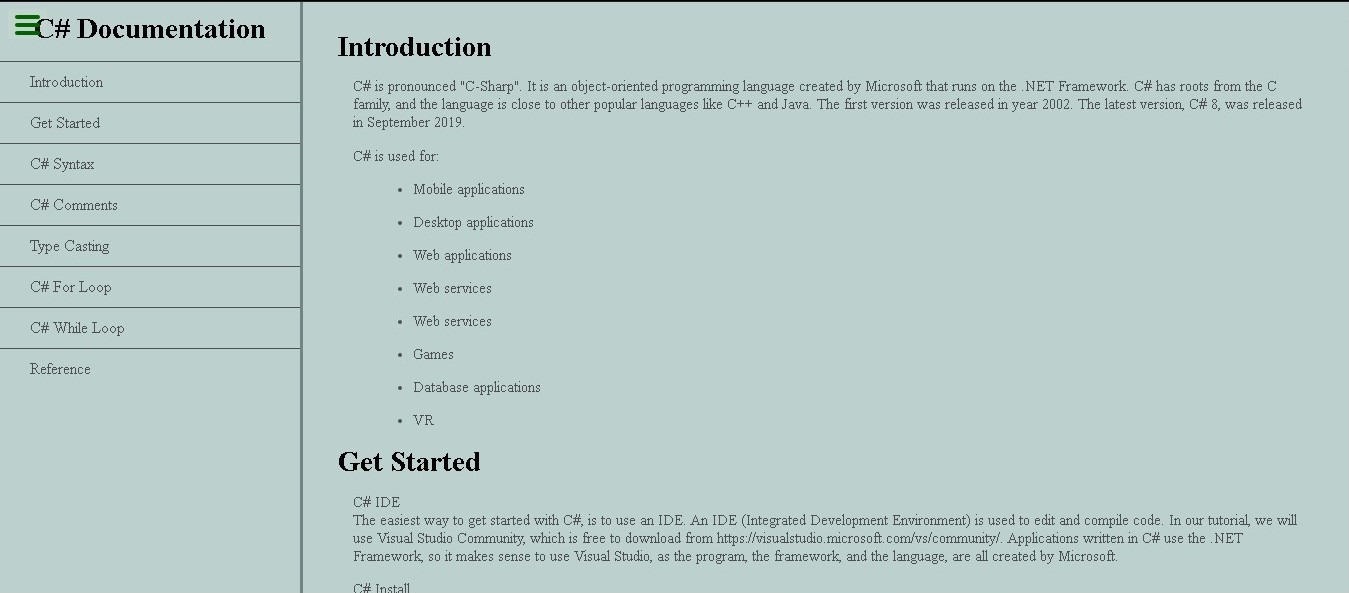 C# Documentation
Introduction
Get Started
C# Syntax
C# Comments
Type Casting
C# For Loop
C# While Loop
Reference
Introduction
C# is pronounced "C-Sharp". It is an object-oriented programming language created by Microsoft that runs on the .NET Framework. C# has roots from the C
family, and the language is close to other popular languages like C++ and Java. The first version was released in year 2002. The latest version, C# 8, was released
in September 2019.
C# is used for:
• Mobile applications
• Desktop applications
• Web applications
• Web services
• Web services
• Games
• Database applications
• VR
Get Started
C# IDE
The easiest way to get started with C#, is to use an IDE. An IDE (Integrated Development Environment) is used to edit and compile code. In our tutorial, we will
use Visual Studio Community, which is free to download from https://visualstudio.microsoft.com/vs/community/. Applications written in C# use the .NET
Framework, so it makes sense to use Visual Studio, as the program, the framework, and the language, are all created by Microsoft.
C# Install